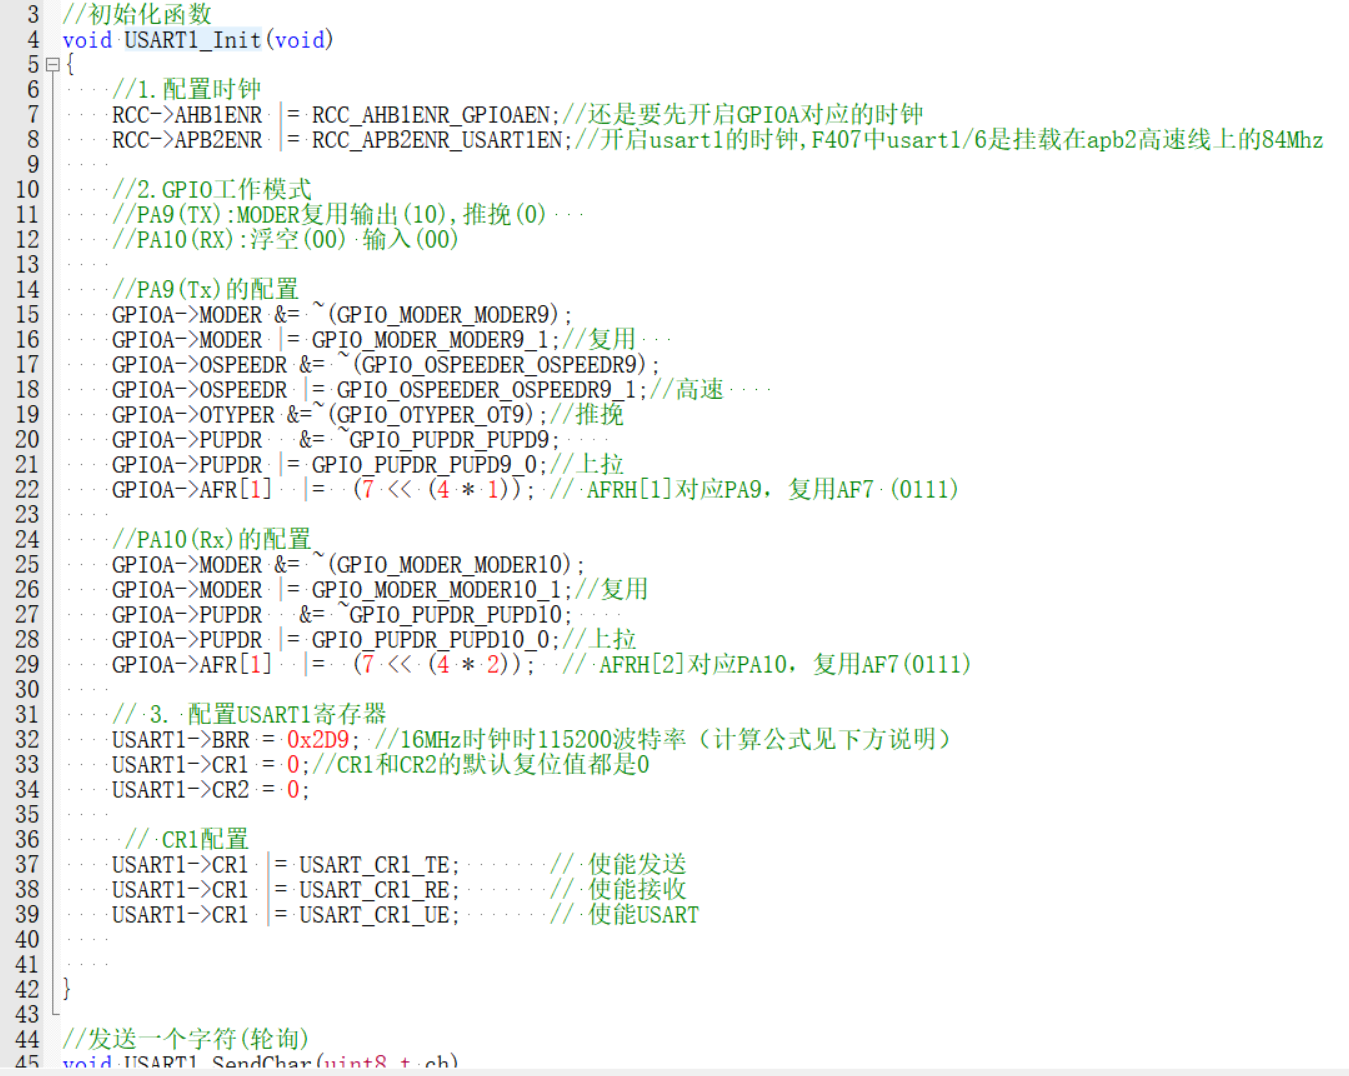 3 //初始化函数
4 void USART1_Init(void)
5 {
6 //1.配置时钟
7 RCC->AHB1ENR |= RCC_AHB1ENR_GPIOAEN;//还是要先开启GPIOA对应的时钟
8 RCC->APB2ENR |= RCC_APB2ENR_USART1EN;//开启usart1的时钟,F407中usart1/6是挂载在apb2高速线上的84Mhz
9
10 //2.GPIO工作模式
11 //PA9(TX):MODER复用输出(10),推挽(0)
12 //PA10(RX):浮空(00) 输入(00)
13
14 //PA9(Tx)的配置
15 GPIOA->MODER &= ~(GPIO_MODER_MODER9);
16 GPIOA->MODER |= GPIO_MODER_MODER9_1;//复用
17 GPIOA->OSPEEDR &= ~(GPIO_OSPEEDER_OSPEEDR9);
18 GPIOA->OSPEEDR |= GPIO_OSPEEDER_OSPEEDR9_1;//高速
19 GPIOA->OTYPER &=~(GPIO_OTYPER_OT9);//推挽
20 GPIOA->PUPDR &= ~GPIO_PUPDR_PUPD9;
21 GPIOA->PUPDR |= GPIO_PUPDR_PUPD9_0;//上拉
22 GPIOA->AFR[1] |= (7 << (4 * 1)); // AFRH[1]对应PA9，复用AF7 (0111)
23
24 //PA10(Rx)的配置
25 GPIOA->MODER &= ~(GPIO_MODER_MODER10);
26 GPIOA->MODER |= GPIO_MODER_MODER10_1;//复用
27 GPIOA->PUPDR &= ~GPIO_PUPDR_PUPD10;
28 GPIOA->PUPDR |= GPIO_PUPDR_PUPD10_0;//上拉
29 GPIOA->AFR[1] |= (7 << (4 * 2)); // AFRH[2]对应PA10，复用AF7(0111)
30
31 // 3. 配置USART1寄存器
32 USART1->BRR = 0x2D9; //16MHz时钟时115200波特率（计算公式见下方说明）
33 USART1->CR1 = 0;//CR1和CR2的默认复位值都是0
34 USART1->CR2 = 0;
35
36 // CR1配置
37 USART1->CR1 |= USART_CR1_TE; // 使能发送
38 USART1->CR1 |= USART_CR1_RE; // 使能接收
39 USART1->CR1 |= USART_CR1_UE; // 使能USART
40
41
42 }
43
44 //发送一个字符(轮询)
45 void USART1_SendChar(uint8_t ch)